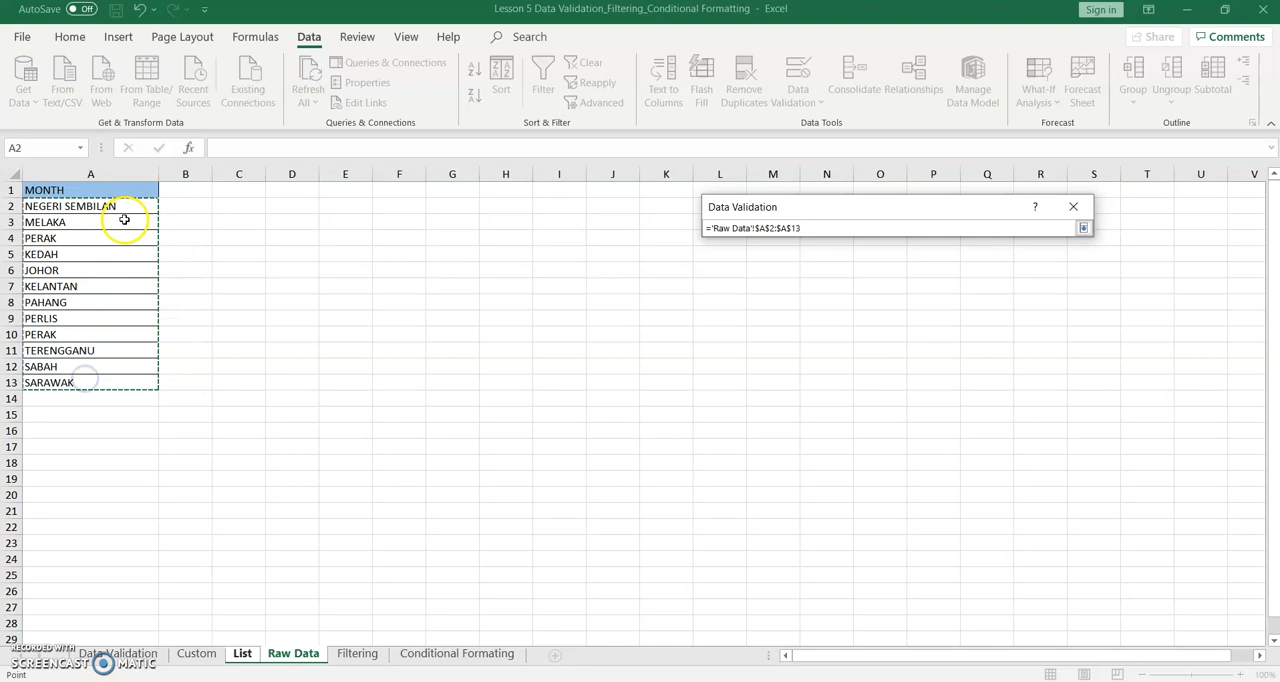 AutoSave Off
Lesson 5 Data Validation_Filtering_Conditional Formatting - Excel
Sign in
File Home Insert Page Layout Formulas Data Review View Help Search
Share Comments
Get Data
From Text/CSV
From Web
From Table/ Range
Recent Sources
Existing Connections
Get & Transform Data
Refresh All
Queries & Connections
Properties
Edit Links
Queries & Connections
Sort
Filter
Clear
Reapply
Advanced
Sort & Filter
Text to Columns
Flash Fill
Remove Duplicates
Data Validation
Consolidate
Relationships
Manage Data Model
Data Tools
What-If Analysis
Forecast Sheet
Forecast
Group
Ungroup
Subtotal
Outline
A2
fx
A B C D E F G H I J K L M N O P Q R S T U V
1 MONTH
2 NEGERI SEMBILAN
3 MELAKA
4 PERAK
5 KEDAH
6 JOHOR
7 KELANTAN
8 PAHANG
9 PERLIS
10 PERAK
11 TERENGGANU
12 SABAH
13 SARAWAK
14
15
16
17
18
19
20
21
22
23
24
25
26
27
28
29
Data Validation ?
='Raw Data'!$A$2:$A$13
Data Validation Custom List Raw Data Filtering Conditional Formating
RECORDED WITH
SCREENCAST MATIC
Point
100%